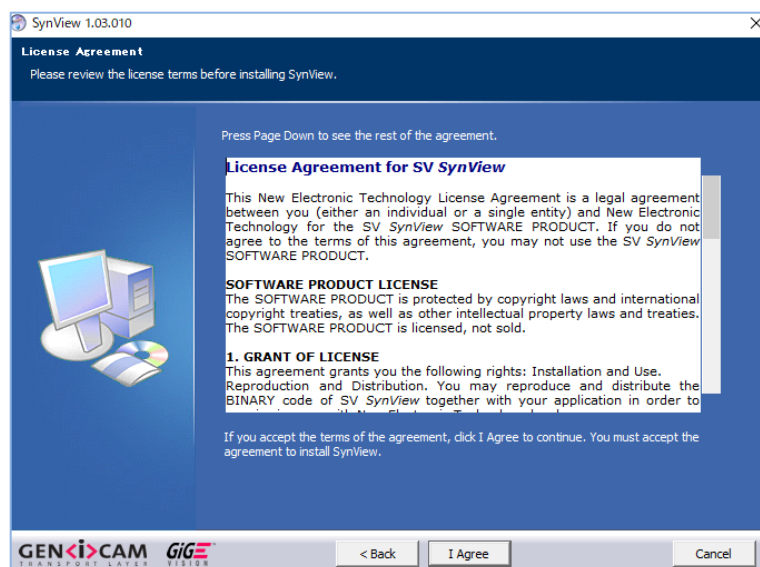 SynView 1.03.010
License Agreement
Please review the license terms before installing SynView.
Press Page Down to see the rest of the agreement.
License Agreement for SV SynView
This New Electronic Technology License Agreement is a legal agreement
between you (either an individual or a single entity) and New Electronic
Technology for the SV SynView SOFTWARE PRODUCT. If you do not
agree to the terms of this agreement, you may not use the SV SynView
SOFTWARE PRODUCT.
SOFTWARE PRODUCT LICENSE
The SOFTWARE PRODUCT is protected by copyright laws and international
copyright treaties, as well as other intellectual property laws and treaties.
The SOFTWARE PRODUCT is licensed, not sold.
1. GRANT OF LICENSE
This agreement grants you the following rights: Installation and Use.
Reproduction and Distribution. You may reproduce and distribute the
BINARY code of SV SynView together with your application in order to
If you accept the terms of the agreement, click I Agree to continue. You must accept the
agreement to install SynView.
GEN<i>CAM
TRANSPORT LAYER
GiGE
VISION
< Back
I Agree
Cancel